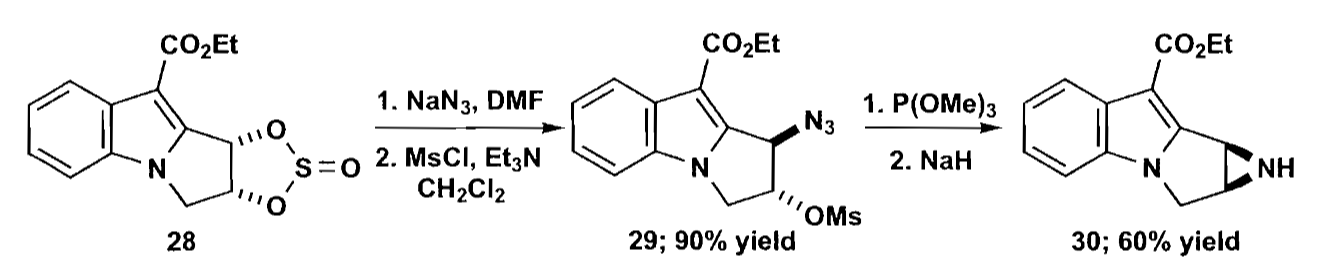 CO₂Et
O
S=O
O
N
28
1. NaN₃, DMF
2. MsCl, Et₃N
CH₂Cl₂
CO₂Et
N₃
N
OMs
29; 90% yield
1. P(OMe)₃
2. NaH
CO₂Et
N
NH
30; 60% yield